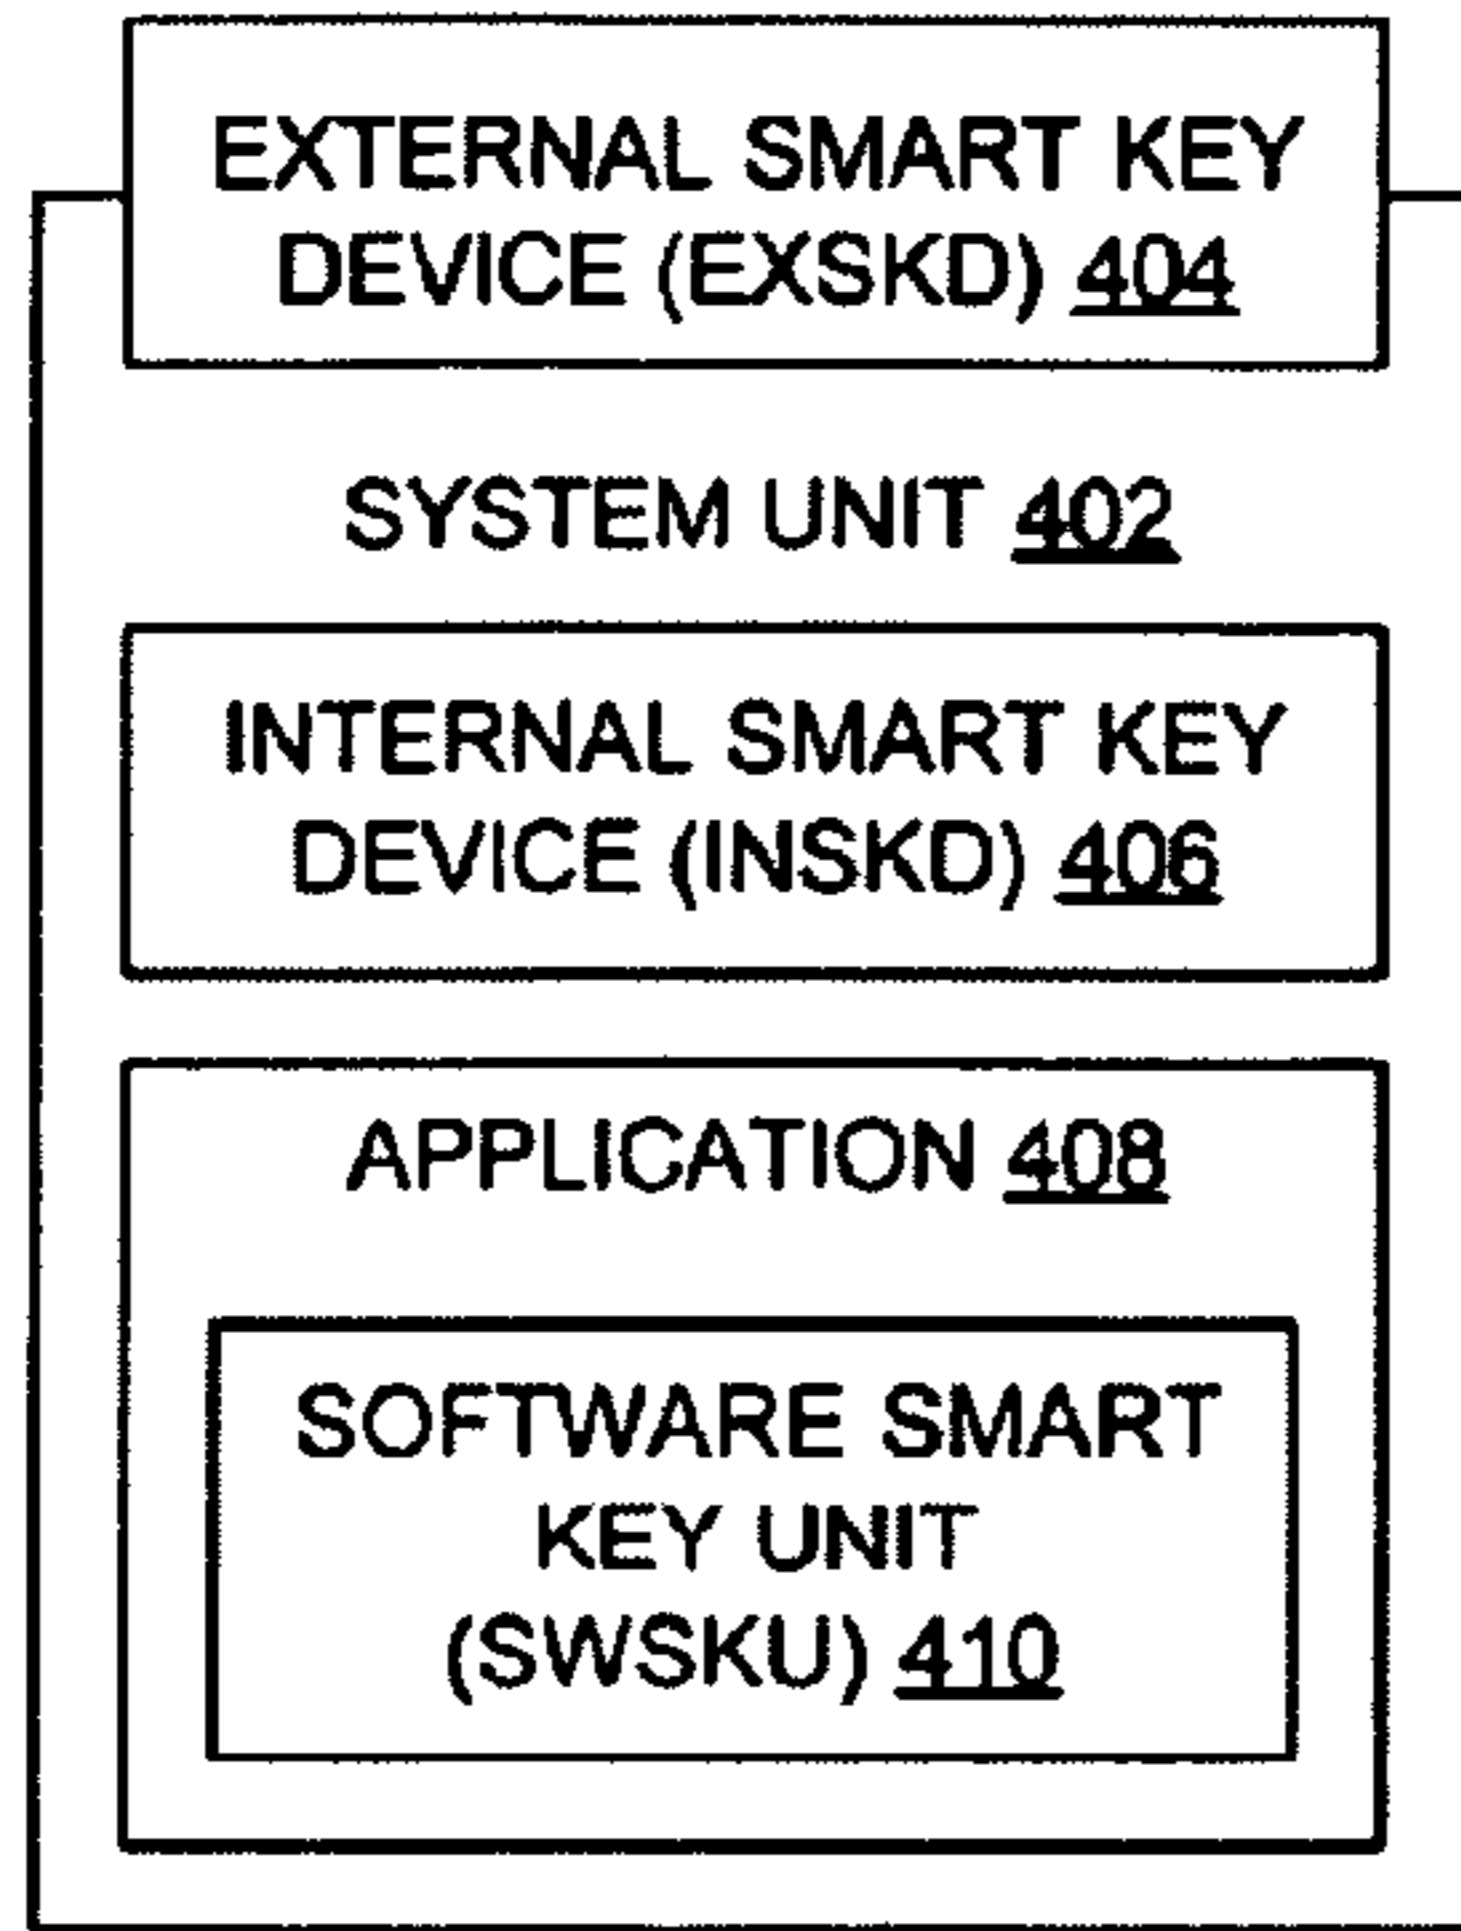 EXTERNAL SMART KEY
DEVICE (EXSKD) 404
SYSTEM UNIT 402
INTERNAL SMART KEY
DEVICE (INSKD) 406
APPLICATION 408
SOFTWARE SMART
KEY UNIT
(SWSKU) 410